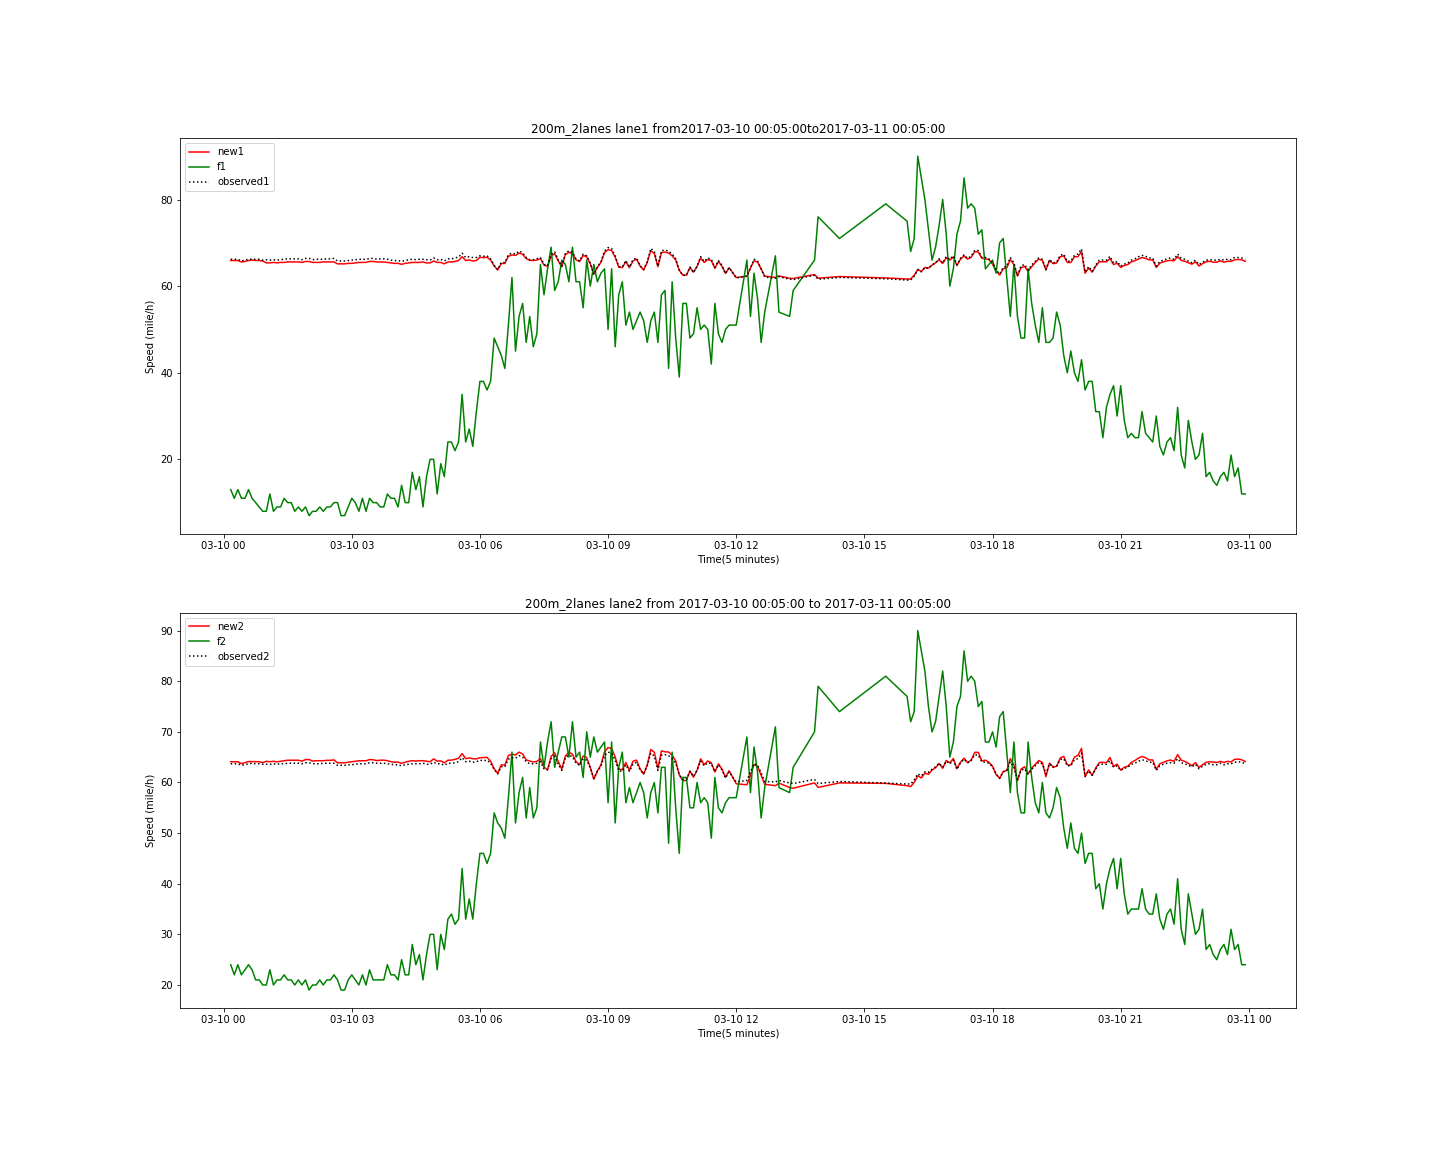 200m_2lanes lane1 from2017-03-10 00:05:00to2017-03-11 00:05:00
new1
f1
observed1
80
60
40
20
Speed (mile/h)
03-10 00 03-10 03 03-10 06 03-10 09 03-10 12 03-10 15 03-10 18 03-10 21 03-11 00
Time(5 minutes)
200m_2lanes lane2 from 2017-03-10 00:05:00 to 2017-03-11 00:05:00
new2
f2
observed2
90
80
70
60
50
40
30
20
Speed (mile/h)
03-10 00 03-10 03 03-10 06 03-10 09 03-10 12 03-10 15 03-10 18 03-10 21 03-11 00
Time(5 minutes)